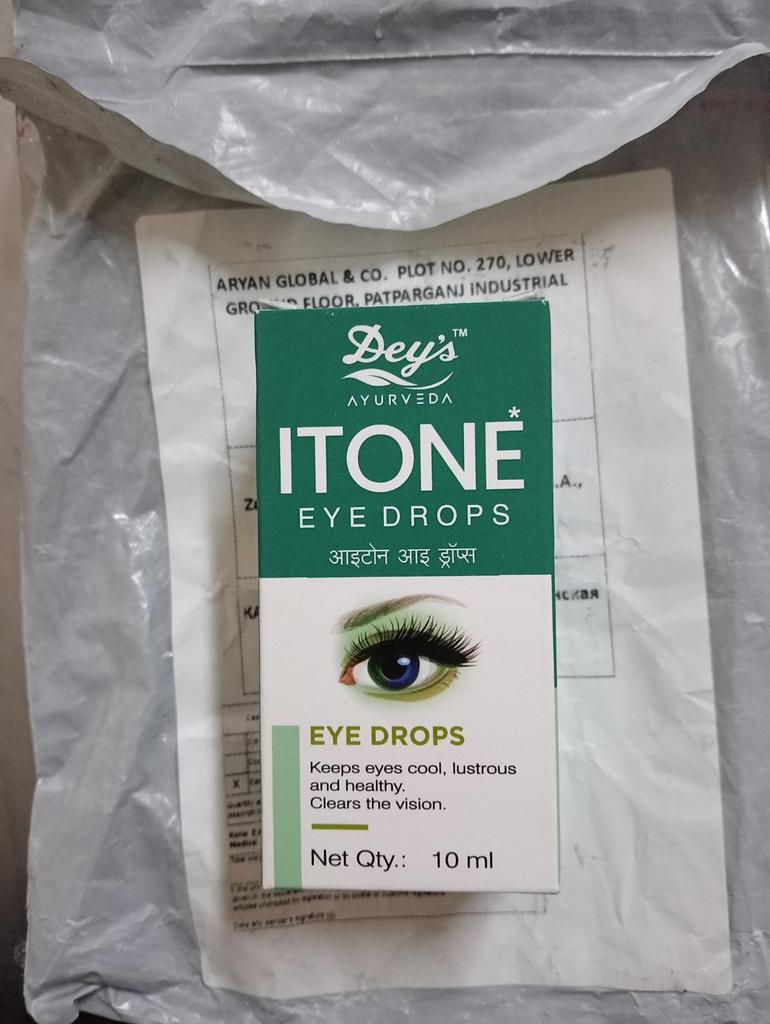 ARYAN GLOBAL & CO. PLOT NO. 270, LOWER
FLOOR, PATPARGANJ INDUSTRIAL
Dey's™
AYURVEDA
ITONE*
EYE DROPS
आइटोन आइ ड्रॉप्स
.A.,
нская
EYE DROPS
Keeps eyes cool, lustrous
and healthy.
Clears the vision.
Net Qty.: 10 ml
X